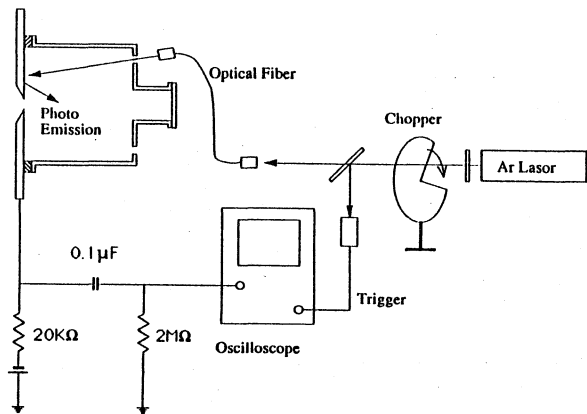 Optical Fiber
Photo
Emission
Chopper
Ar Lasor
0.1μF
Trigger
20KΩ
2MΩ
Oscilloscope